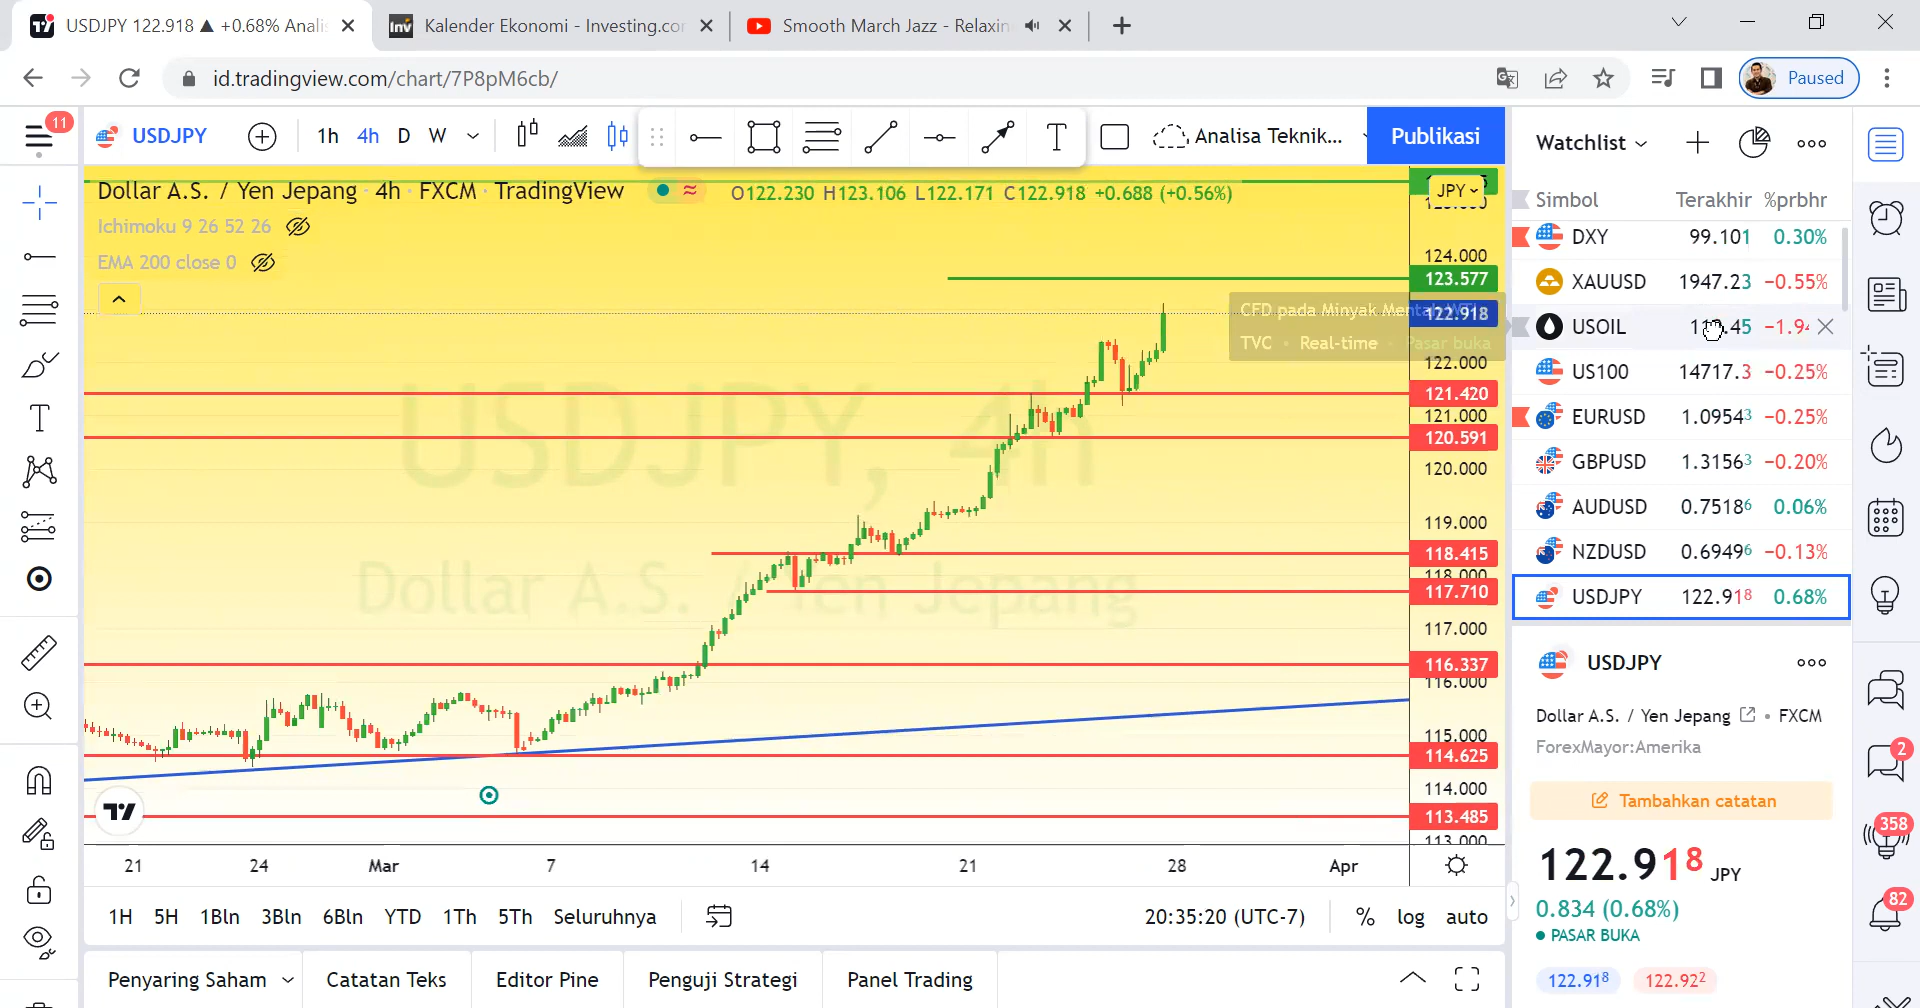 USDJPY 122.918 ▲ +0.68% Anali
Kalender Ekonomi - Investing.co
Smooth March Jazz - Relaxin
id.tradingview.com/chart/7P8pM6cb/
Paused
11
USDJPY
1h 4h D W
Analisa Teknik...
Publikasi
Watchlist
Dollar A.S. / Yen Jepang · 4h · FXCM · TradingView
O122.230 H123.106 L122.171 C122.918 +0.688 (+0.56%)
JPY
Ichimoku 9 26 52 26
EMA 200 close 0
Simbol Terakhir %prbhr
DXY 99.101 0.30%
XAUUSD 1947.23 −0.55%
USOIL −1.9
US100 14717.3 −0.25%
EURUSD 1.09543 −0.25%
GBPUSD 1.31563 −0.20%
AUDUSD 0.75186 0.06%
NZDUSD 0.69496 −0.13%
USDJPY 122.918 0.68%
CFD pada Minyak Mentah WTI
TVC • Real-time • Pasar buka
USDJPY, 4h
Dollar A.S. / Yen Jepang
124.000
123.577
122.918
122.000
121.420
121.000
120.591
120.000
119.000
118.415
118.000
117.710
117.000
116.337
116.000
115.000
114.625
114.000
113.485
113.000
21 24 Mar 7 14 21 28 Apr
1H 5H 1Bln 3Bln 6Bln YTD 1Th 5Th Seluruhnya
20:35:20 (UTC-7) % log auto
Penyaring Saham Catatan Teks Editor Pine Penguji Strategi Panel Trading
USDJPY
Dollar A.S. / Yen Jepang • FXCM
ForexMayor:Amerika
Tambahkan catatan
122.918 JPY
0.834 (0.68%)
PASAR BUKA
122.918 122.922
2
358
82